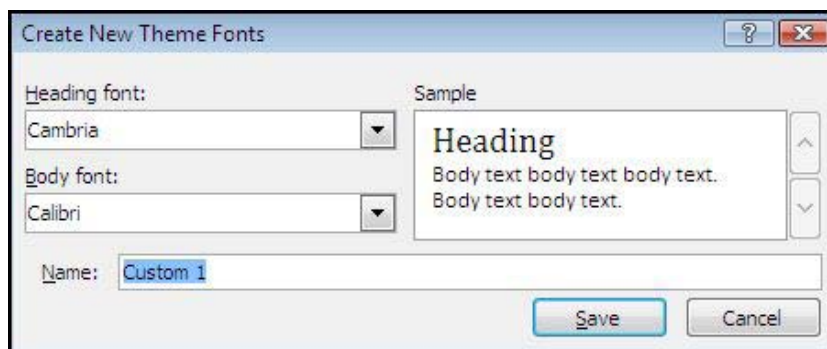 Create New Theme Fonts
Heading font:
Cambria
Body font:
Calibri
Sample
Heading
Body text body text body text.
Body text body text.
Name: Custom 1
Save Cancel